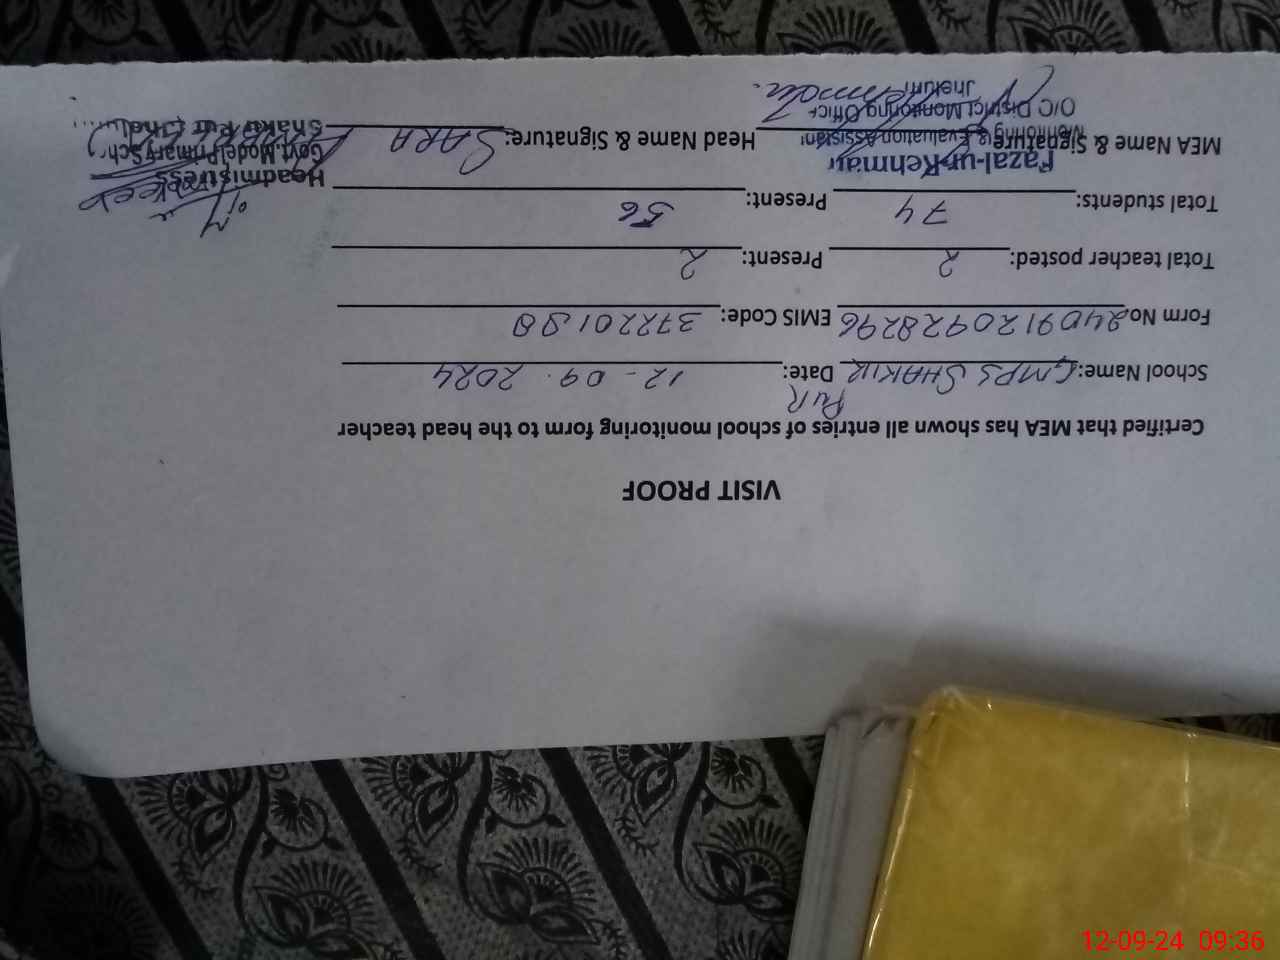 VISIT PROOF
Certified that MEA has shown all entries of school monitoring form to the head teacher
School Name: GMPS SHAKIR PUR Date: 12-09-2024
Form No. 2409120928296 EMIS Code: 37220188
Total teacher posted: 2 Present: 2
Total students: 74 Present: 56
MEA Name & Signature: Head Name & Signature: SARA
Fazal-ur-Rehman
Monitoring & Evaluation Assistant
O/C District Monitoring Office
Jhelum
Headmistress
Govt. Model Primary Sch
Shakir Pur
12-09-24 09:36